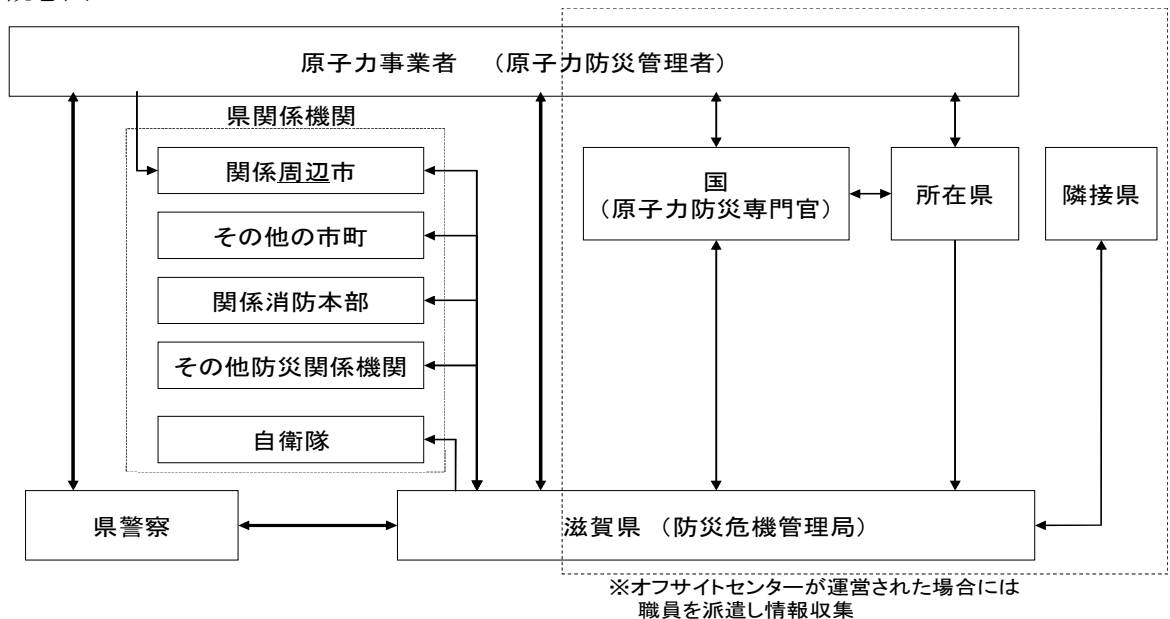 原子力事業者　（原子力防災管理者）
県関係機関
関係周辺市
その他の市町
関係消防本部
その他防災関係機関
自衛隊
国
（原子力防災専門官）
所在県
隣接県
県警察
滋賀県　（防災危機管理局）
※オフサイトセンターが運営された場合には
職員を派遣し情報収集